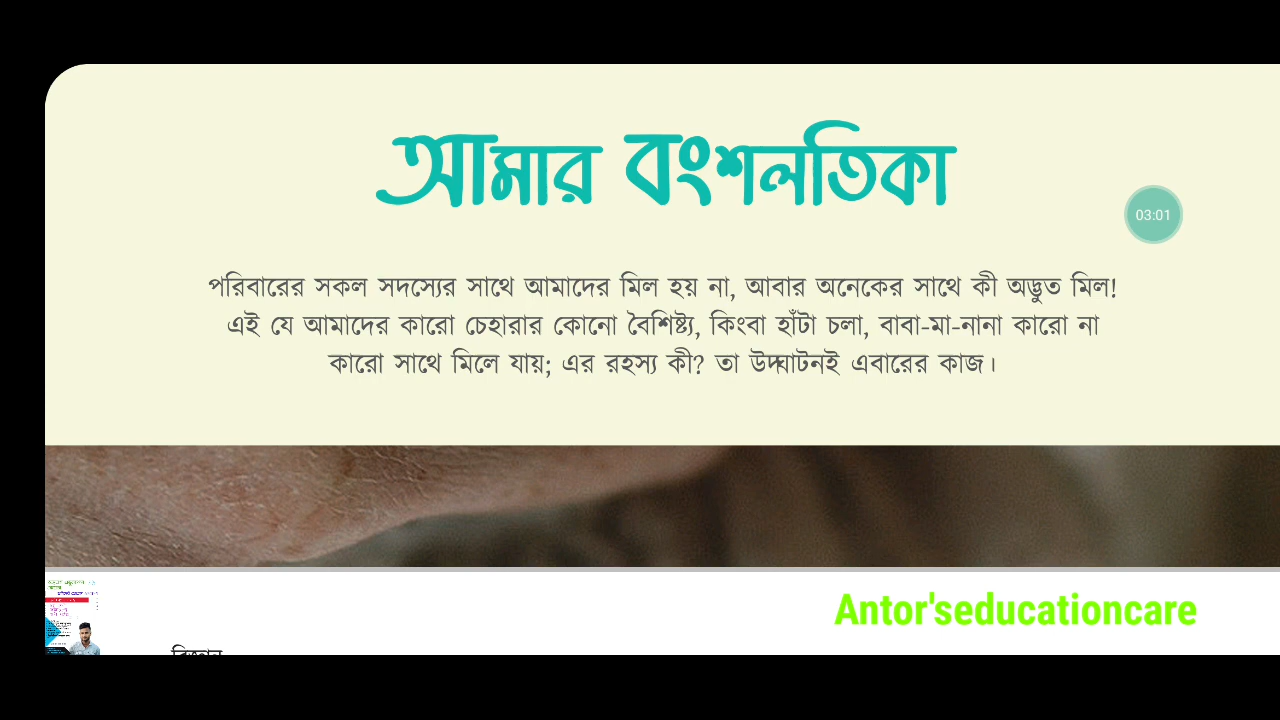 আমার বংশলতিকা
03:01
পরিবারের সকল সদস্যের সাথে আমাদের মিল হয় না, আবার অনেকের সাথে কী অদ্ভুত মিল!
এই যে আমাদের কারো চেহারার কোনো বৈশিষ্ট্য, কিংবা হাঁটা চলা, বাবা-মা-নানা কারো না
কারো সাথে মিলে যায়; এর রহস্য কী? তা উদ্ঘাটনই এবারের কাজ।
Antor'seducationcare